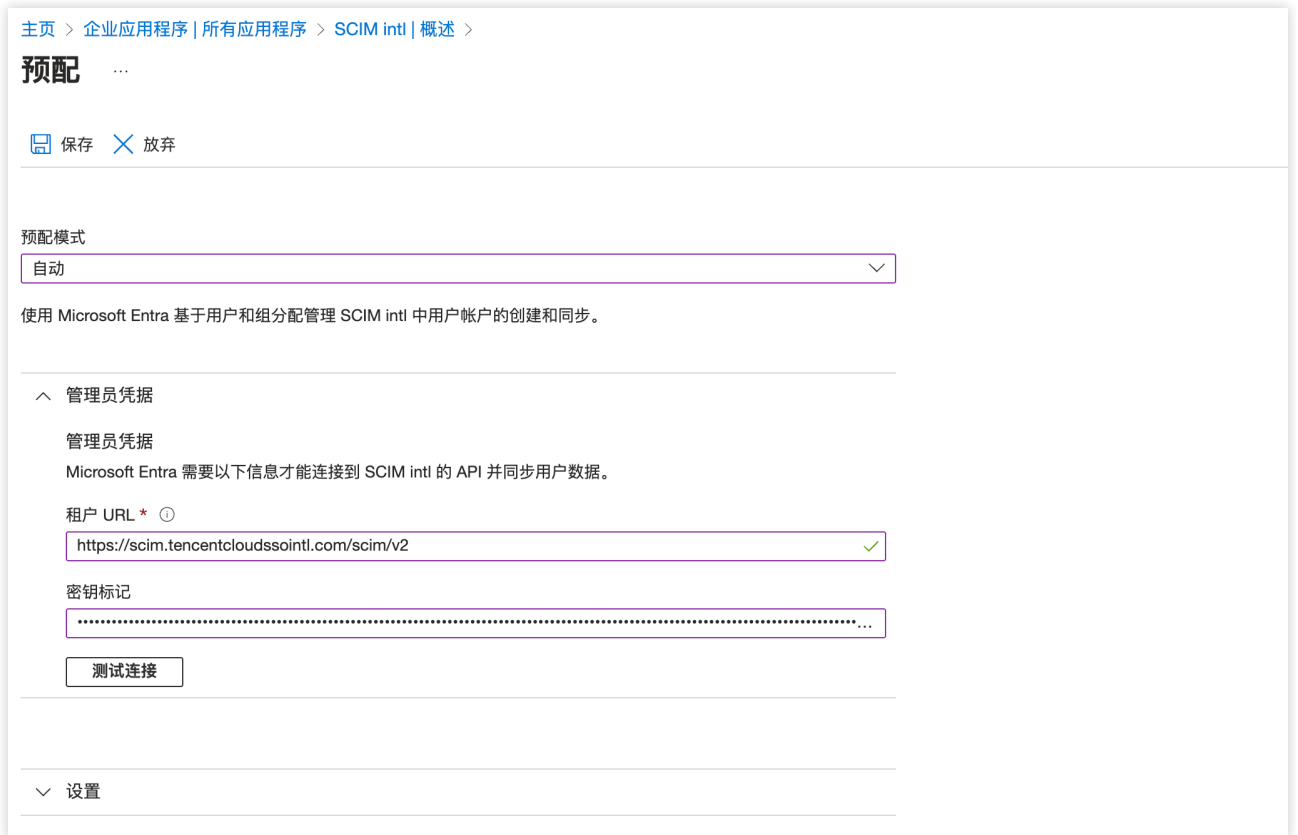 主页 > 企业应用程序 | 所有应用程序 > SCIM intl | 概述 >
预配 ...
保存 放弃
预配模式
自动
使用 Microsoft Entra 基于用户和组分配管理 SCIM intl 中用户帐户的创建和同步。
管理员凭据
管理员凭据
Microsoft Entra 需要以下信息才能连接到 SCIM intl 的 API 并同步用户数据。
租户 URL *
https://scim.tencentcloudssointl.com/scim/v2
密钥标记
测试连接
设置